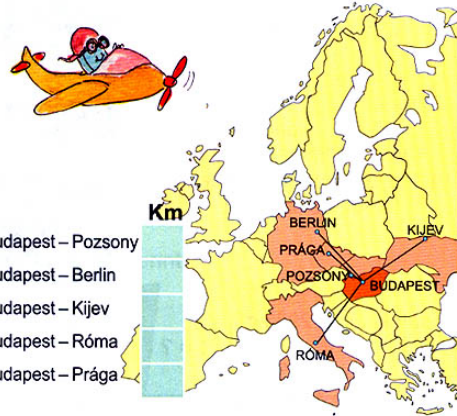 Km
udapest – Pozsony
udapest – Berlin
udapest – Kijev
udapest – Róma
udapest – Prága
BERLIN
KIJEV
PRÁGA
POZSONY
BUDAPEST
RÓMA